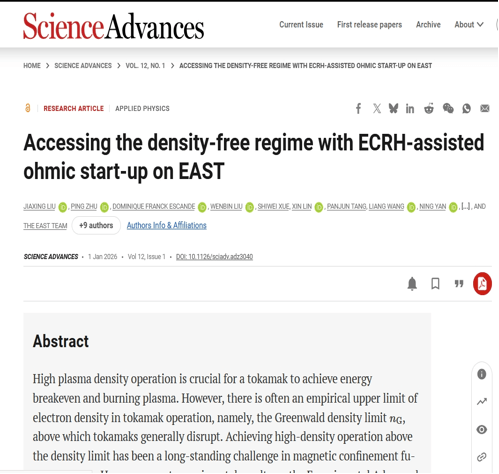 ScienceAdvances
Current Issue First release papers Archive About
HOME > SCIENCE ADVANCES > VOL. 12, NO. 1 > ACCESSING THE DENSITY-FREE REGIME WITH ECRH-ASSISTED OHMIC START-UP ON EAST
RESEARCH ARTICLE | APPLIED PHYSICS
Accessing the density-free regime with ECRH-assisted
ohmic start-up on EAST
JIAXING LIU, PING ZHU, DOMINIQUE FRANCK ESCANDE, WENBIN LIU, SHIWEI XUE, XIN LIN, PANJUN TANG, LIANG WANG, NING YAN, [...], AND
THE EAST TEAM +9 authors Authors Info & Affiliations
SCIENCE ADVANCES • 1 Jan 2026 • Vol 12, Issue 1 • DOI: 10.1126/sciadv.adz3040
Abstract
High plasma density operation is crucial for a tokamak to achieve energy
breakeven and burning plasma. However, there is often an empirical upper limit of
electron density in tokamak operation, namely, the Greenwald density limit nG,
above which tokamaks generally disrupt. Achieving high-density operation above
the density limit has been a long-standing challenge in magnetic confinement fu-